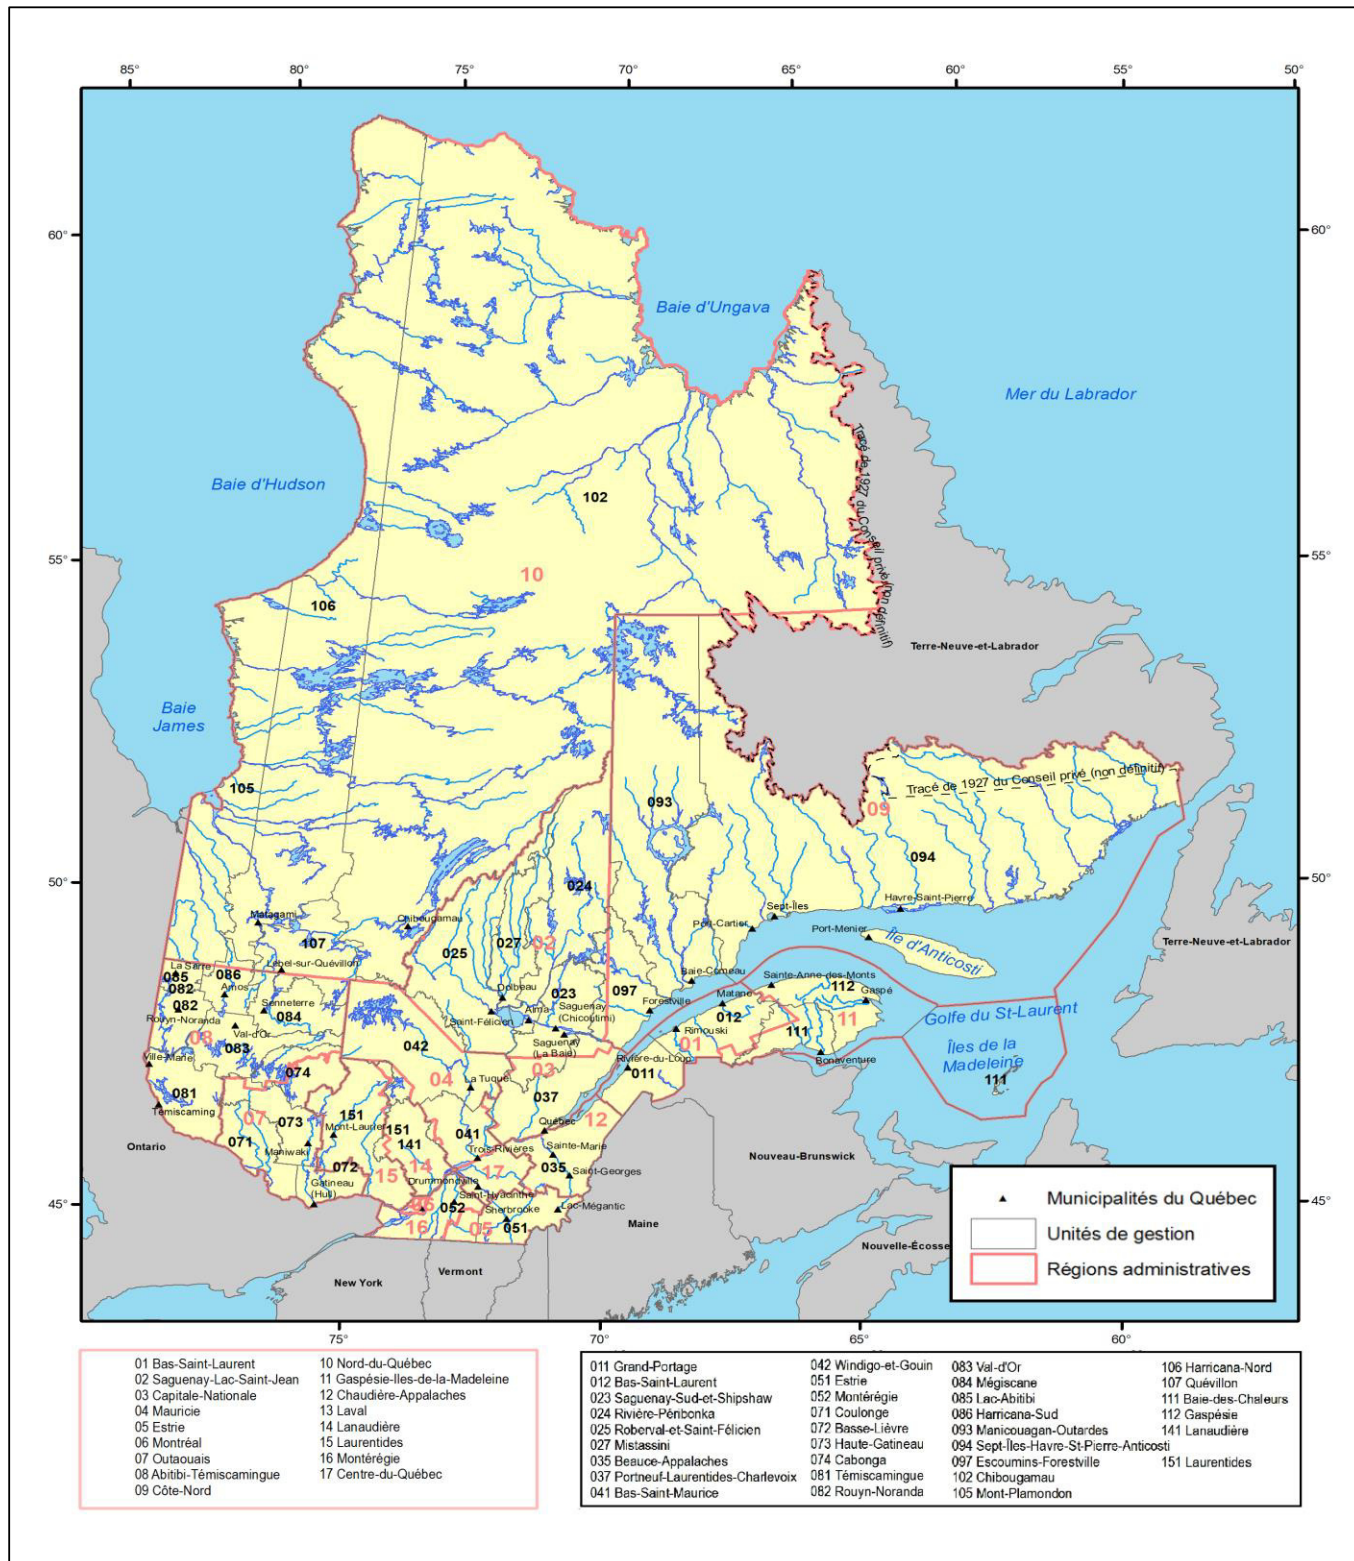 85° 80° 75° 70° 65° 60° 55° 50°
60° 60°
Baie d'Ungava
Mer du Labrador
Tracé de 1927 du Conseil privé (non définitif)
Baie d'Hudson
102
55° 55°
10
106
Terre-Neuve-et-Labrador
Baie
James
Tracé de 1927 du Conseil privé (non définitif)
105
093
09
094
50° 50°
024
Havre-Saint-Pierre
Matagami
Chibougamau
Sept-Îles
Port-Cartier
Port-Menier
Île d'Anticosti
Terre-Neuve-et-Labrador
107
025
027
02
La Sarre
Lebel-sur-Quévillon
085
086
082
Amos
Dolbeau
023
097
Baie-Comeau
Sainte-Anne-des-Monts
112
Gaspé
082
Senneterre
084
Rouyn-Noranda
Saint-Félicien
Alma
Saguenay
(Chicoutimi)
Forestville
Matane
012
Golfe du St-Laurent
11
111
08
Val-d'Or
083
042
Saguenay
(La Baie)
Rimouski
01
Îles de la
Madeleine
Bonaventure
111
Ville-Marie
074
04
03
Rivière-du-Loup
011
081
La Tuque
037
Témiscaming
07
073
151
Mont-Laurier
151
141
041
Québec
12
Ontario
071
Maniwaki
Sainte-Marie
Trois-Rivières
035
Nouveau-Brunswick
072
15
14
17
Saint-Georges
Gatineau
(Hull)
Drummondville
Saint-Hyacinthe
052
Sherbrooke
Lac-Mégantic
45° 45°
16
05
051
Maine
Nouvelle-Écosse
New York
Vermont
Municipalités du Québec
Unités de gestion
Régions administratives
75° 70° 65° 60°
01 Bas-Saint-Laurent
02 Saguenay-Lac-Saint-Jean
03 Capitale-Nationale
04 Mauricie
05 Estrie
06 Montréal
07 Outaouais
08 Abitibi-Témiscamingue
09 Côte-Nord
10 Nord-du-Québec
11 Gaspésie-Iles-de-la-Madeleine
12 Chaudière-Appalaches
13 Laval
14 Lanaudière
15 Laurentides
16 Montérégie
17 Centre-du-Québec
011 Grand-Portage
012 Bas-Saint-Laurent
023 Saguenay-Sud-et-Shipshaw
024 Rivière-Péribonka
025 Roberval-et-Saint-Félicien
027 Mistassini
035 Beauce-Appalaches
037 Portneuf-Laurentides-Charlevoix
041 Bas-Saint-Maurice
042 Windigo-et-Gouin
051 Estrie
052 Montérégie
071 Coulonge
072 Basse-Lièvre
073 Haute-Gatineau
074 Cabonga
081 Témiscamingue
082 Rouyn-Noranda
083 Val-d'Or
084 Mégiscane
085 Lac-Abitibi
086 Harricana-Sud
093 Manicouagan-Outardes
094 Sept-Îles-Havre-St-Pierre-Anticosti
097 Escoumins-Forestville
102 Chibougamau
105 Mont-Plamondon
106 Harricana-Nord
107 Quévillon
111 Baie-des-Chaleurs
112 Gaspésie
141 Lanaudière
151 Laurentides